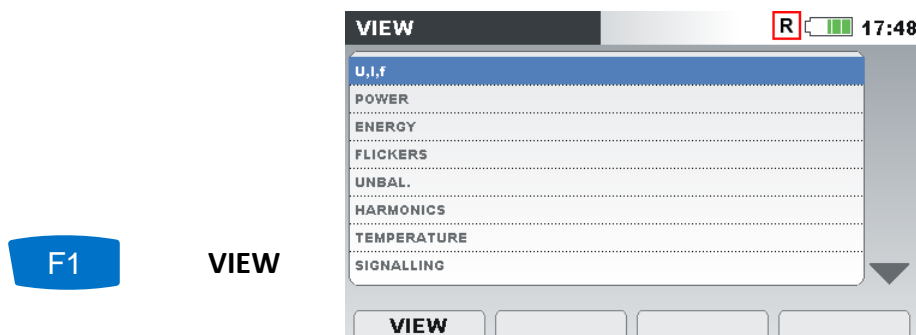 VIEW R 17:48
U,I,f
POWER
ENERGY
FLICKERS
UNBAL.
HARMONICS
TEMPERATURE
SIGNALLING
F1 VIEW
VIEW